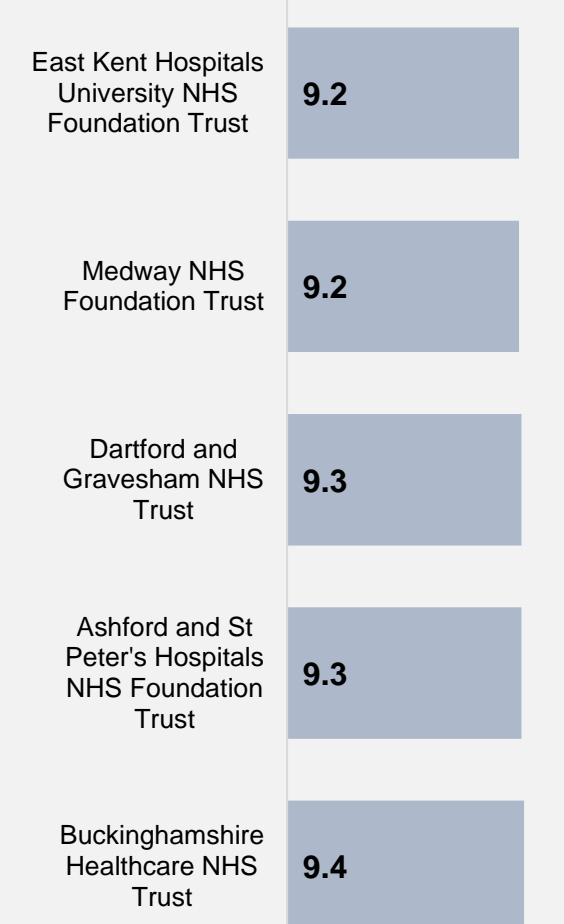 East Kent Hospitals
University NHS
Foundation Trust
9.2
Medway NHS
Foundation Trust
9.2
Dartford and
Gravesham NHS
Trust
9.3
Ashford and St
Peter's Hospitals
NHS Foundation
Trust
9.3
Buckinghamshire
Healthcare NHS
Trust
9.4